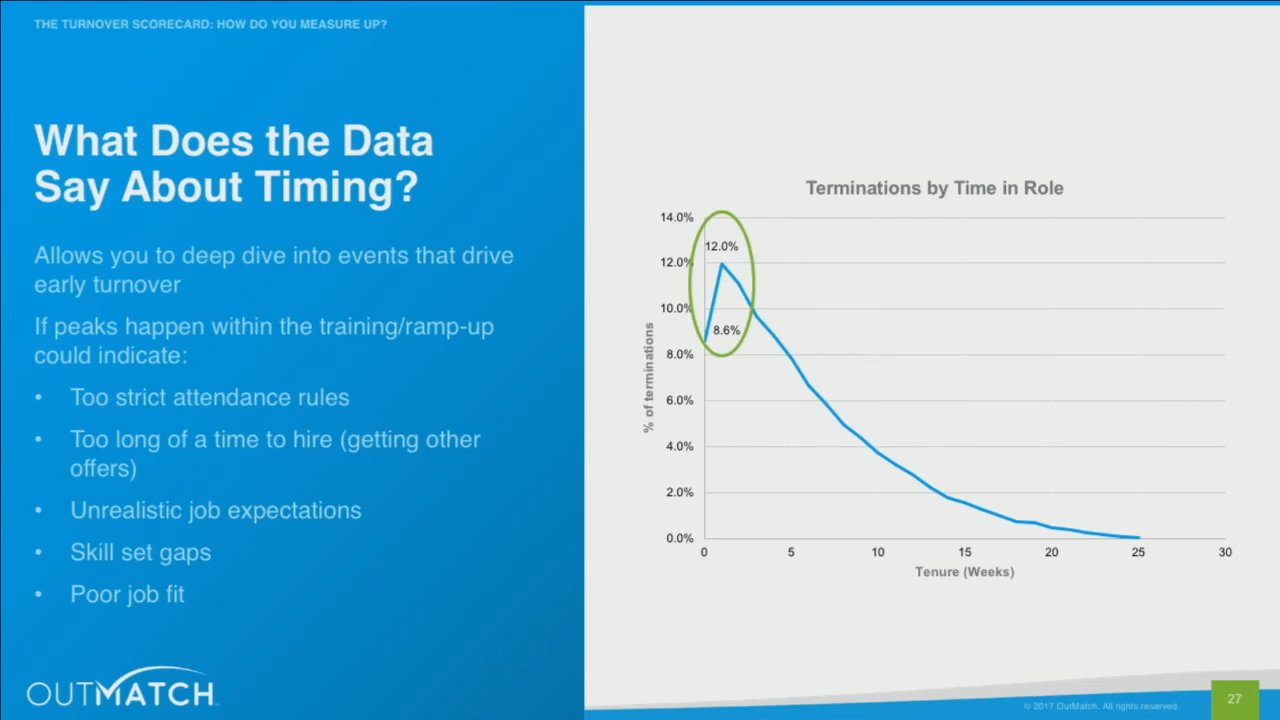 THE TURNOVER SCORECARD: HOW DO YOU MEASURE UP?
What Does the Data
Say About Timing?
Allows you to deep dive into events that drive
early turnover
If peaks happen within the training/ramp-up
could indicate:
• Too strict attendance rules
• Too long of a time to hire (getting other
offers)
• Unrealistic job expectations
• Skill set gaps
• Poor job fit
OUTMATCH
Terminations by Time in Role
% of terminations
14.0%
12.0%
10.0%
8.0%
6.0%
4.0%
2.0%
0.0%
12.0%
8.6%
0 5 10 15 20 25 30
Tenure (Weeks)
© 2017 OutMatch. All rights reserved.
27